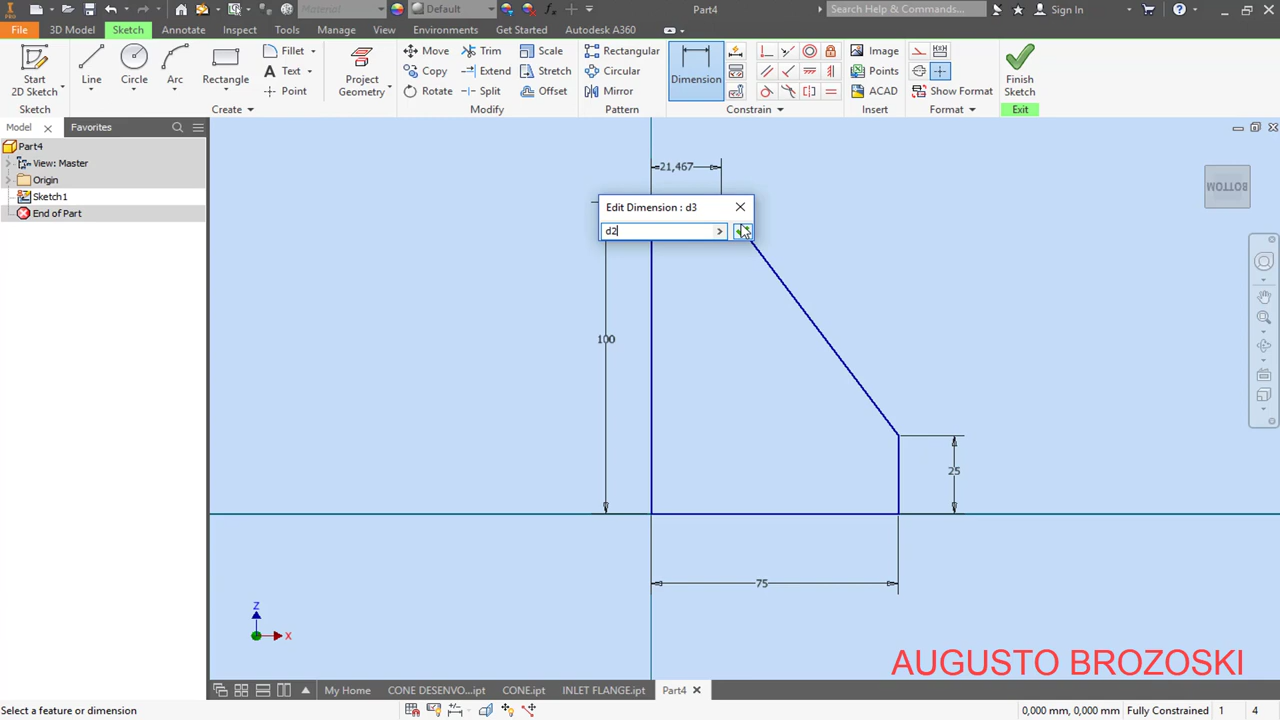 Material
Default
Part4
Search Help & Commands...
Sign In
File
3D Model
Sketch
Annotate
Inspect
Tools
Manage
View
Environments
Get Started
Autodesk A360
Start
2D Sketch
Line
Circle
Arc
Rectangle
Fillet
Text
Point
Project
Geometry
Move
Trim
Scale
Copy
Extend
Stretch
Rotate
Split
Offset
Rectangular
Circular
Mirror
Dimension
Image
Points
ACAD
Show Format
Finish
Sketch
Sketch
Create
Modify
Pattern
Constrain
Insert
Format
Exit
Model
Favorites
Part4
View: Master
Origin
Sketch1
End of Part
21,467
Edit Dimension : d3
d2
100
25
75
BOTTOM
Z
X
AUGUSTO BROZOSKI
My Home
CONE DESENVO...ipt
CONE.ipt
INLET FLANGE.ipt
Part4
Select a feature or dimension
0,000 mm, 0,000 mm
Fully Constrained
1
4